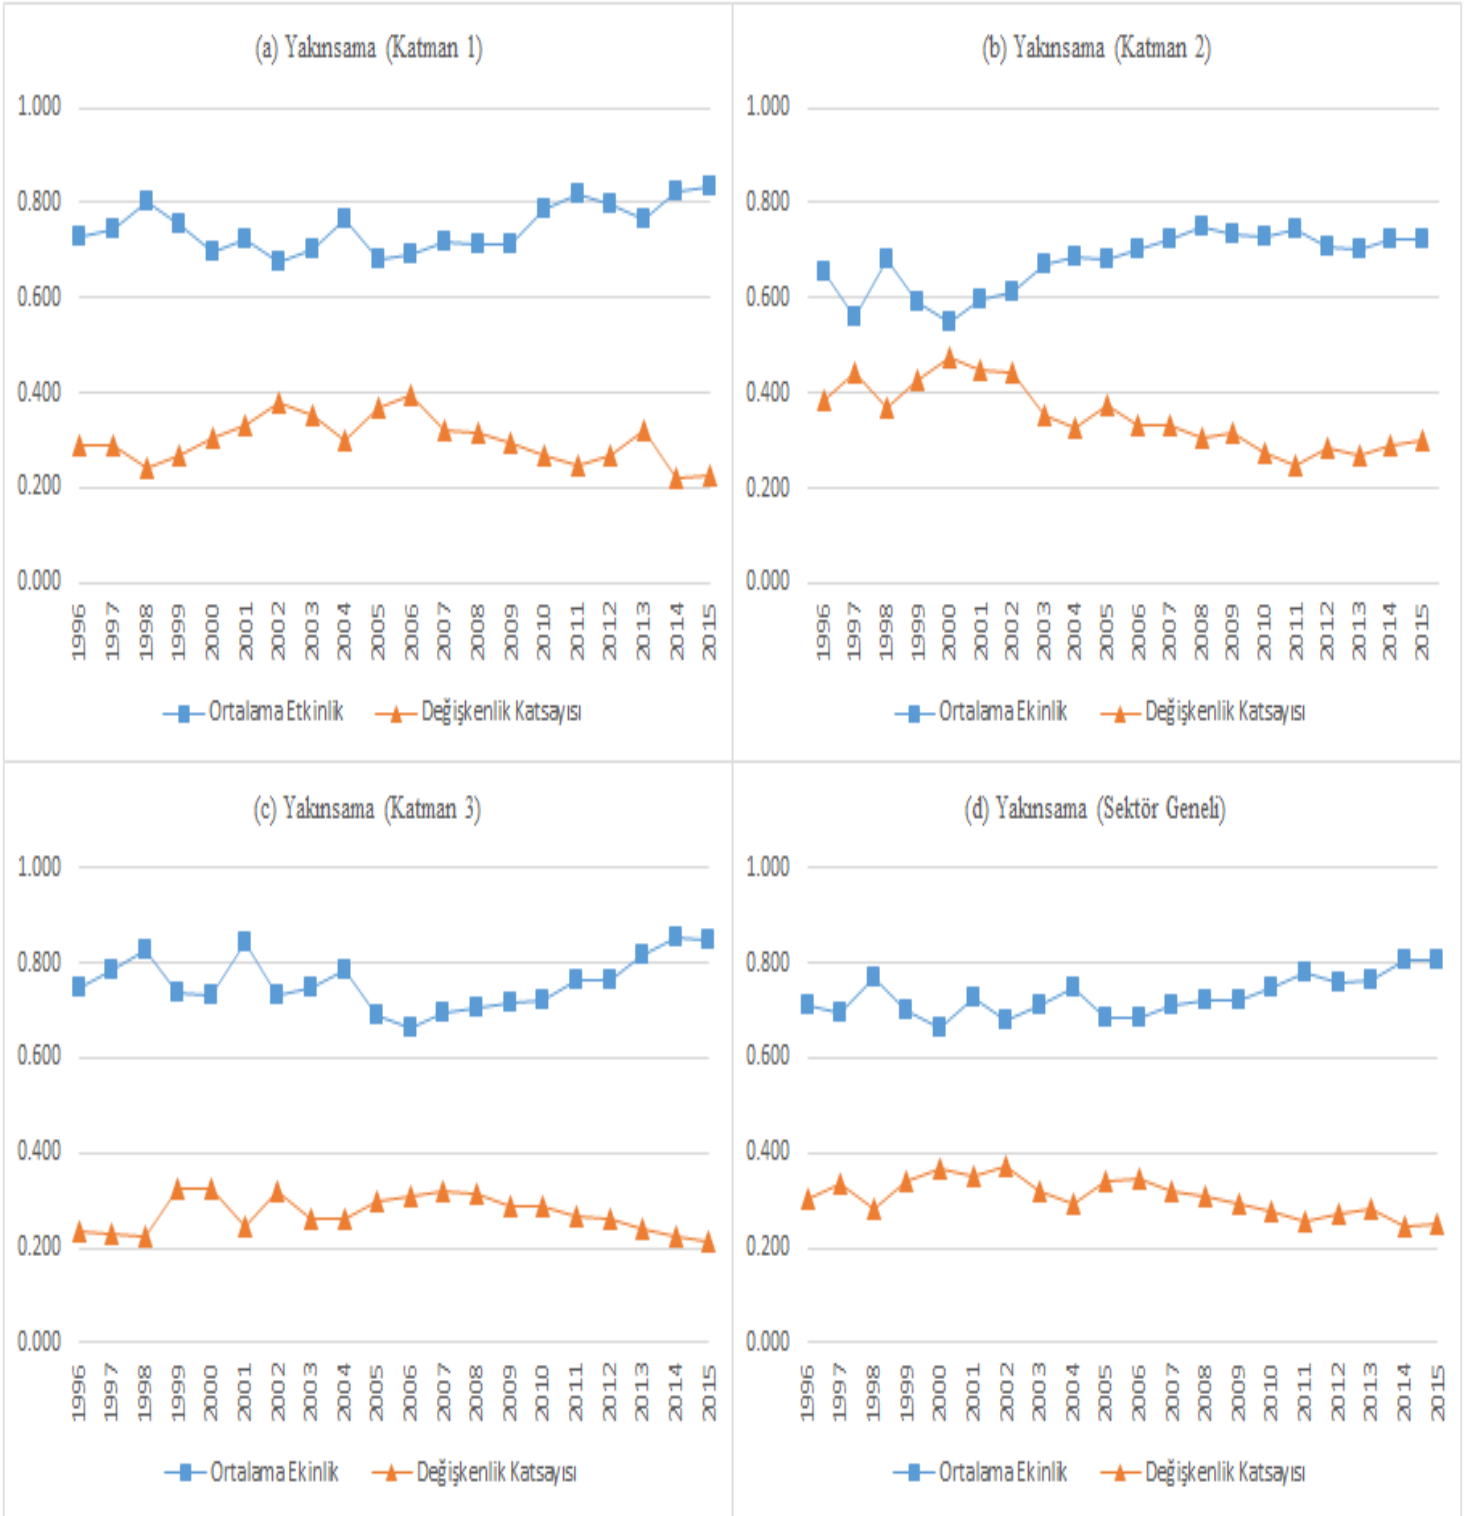 (a) Yakınsama (Katman 1)
1.000
0.800
0.600
0.400
0.200
0.000
1996 1997 1998 1999 2000 2001 2002 2003 2004 2005 2006 2007 2008 2009 2010 2011 2012 2013 2014 2015
Ortalama Etkinlik Değişkenlik Katsayısı
(b) Yakınsama (Katman 2)
1.000
0.800
0.600
0.400
0.200
0.000
1996 1997 1998 1999 2000 2001 2002 2003 2004 2005 2006 2007 2008 2009 2010 2011 2012 2013 2014 2015
Ortalama Ekinlik Değişkenlik Katsayısı
(c) Yakınsama (Katman 3)
1.000
0.800
0.600
0.400
0.200
0.000
1996 1997 1998 1999 2000 2001 2002 2003 2004 2005 2006 2007 2008 2009 2010 2011 2012 2013 2014 2015
Ortalama Ekinlik Değişkenlik Katsayısı
(d) Yakınsama (Sektör Geneli)
1.000
0.800
0.600
0.400
0.200
0.000
1996 1997 1998 1999 2000 2001 2002 2003 2004 2005 2006 2007 2008 2009 2010 2011 2012 2013 2014 2015
Ortalama Ekinlik Değişkenlik Katsayısı